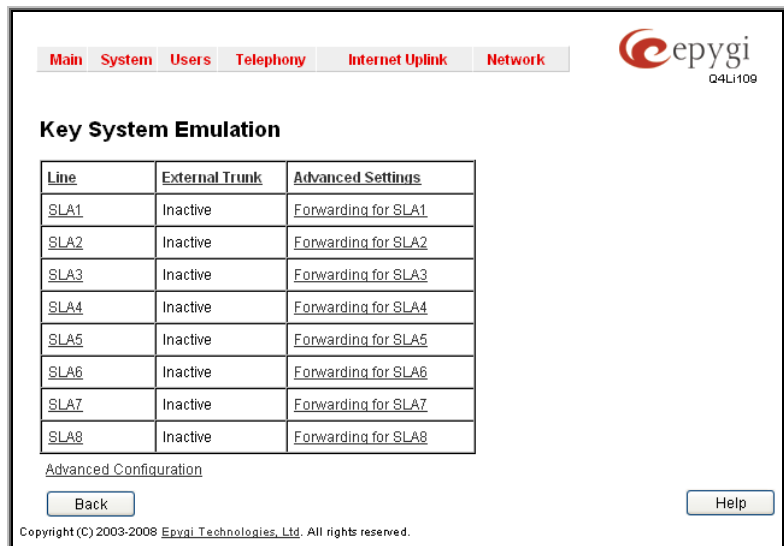 Main System Users Telephony Internet Uplink Network
epygi
Q4Li109
Key System Emulation
Line External Trunk Advanced Settings
SLA1 Inactive Forwarding for SLA1
SLA2 Inactive Forwarding for SLA2
SLA3 Inactive Forwarding for SLA3
SLA4 Inactive Forwarding for SLA4
SLA5 Inactive Forwarding for SLA5
SLA6 Inactive Forwarding for SLA6
SLA7 Inactive Forwarding for SLA7
SLA8 Inactive Forwarding for SLA8
Advanced Configuration
Back Help
Copyright (C) 2003-2008 Epygi Technologies, Ltd. All rights reserved.